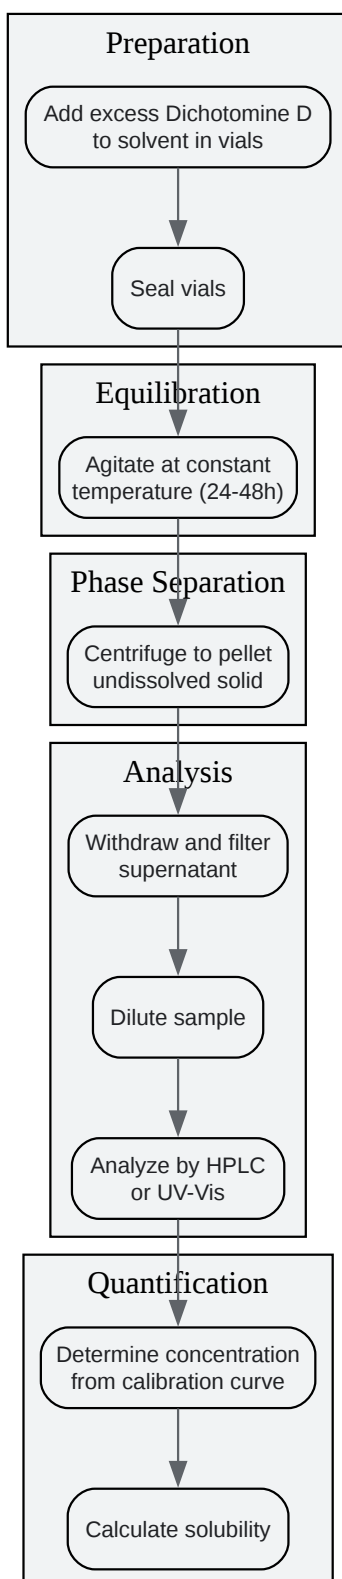 Preparation
Add excess Dichotomine D
to solvent in vials
Seal vials
Equilibration
Agitate at constant
temperature (24-48h)
Phase Separation
Centrifuge to pellet
undissolved solid
Analysis
Withdraw and filter
supernatant
Dilute sample
Analyze by HPLC
or UV-Vis
Quantification
Determine concentration
from calibration curve
Calculate solubility